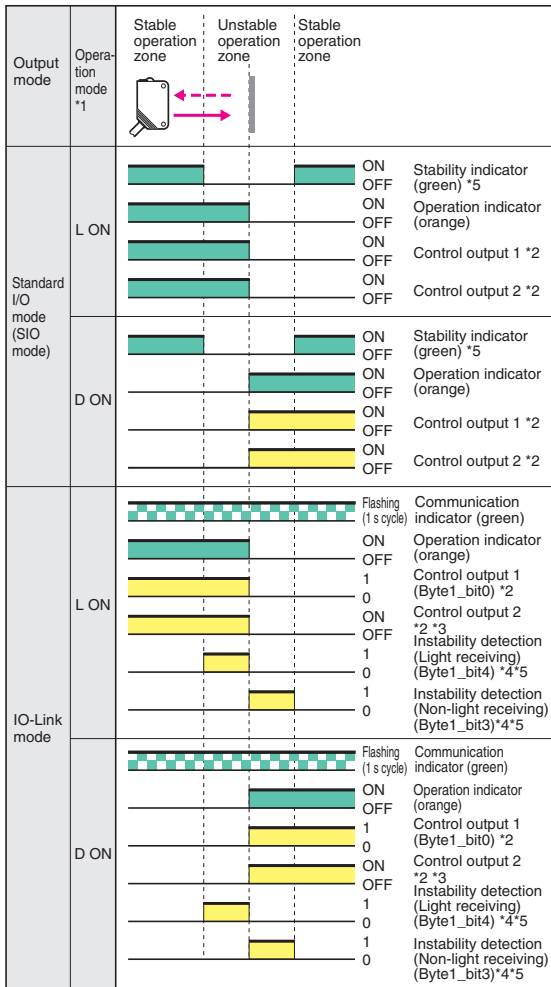 Output
mode
Opera-
tion
mode
*1
Stable
operation
zone
Unstable
operation
zone
Stable
operation
zone
Standard
I/O
mode
(SIO
mode)
L ON
ON
OFF
Stability indicator
(green) *5
ON
OFF
Operation indicator
(orange)
ON
OFF
Control output 1 *2
ON
OFF
Control output 2 *2
D ON
ON
OFF
Stability indicator
(green) *5
ON
OFF
Operation indicator
(orange)
ON
OFF
Control output 1 *2
ON
OFF
Control output 2 *2
IO-Link
mode
L ON
Flashing
(1 s cycle)
Communication
indicator (green)
ON
OFF
Operation indicator
(orange)
1
0
Control output 1
(Byte1_bit0) *2
ON
OFF
Control output 2
*2 *3
1
0
Instability detection
(Light receiving)
(Byte1_bit4) *4*5
1
0
Instability detection
(Non-light receiving)
(Byte1_bit3)*4*5
D ON
Flashing
(1 s cycle)
Communication
indicator (green)
ON
OFF
Operation indicator
(orange)
1
0
Control output 1
(Byte1_bit0) *2
ON
OFF
Control output 2
*2 *3
1
0
Instability detection
(Light receiving)
(Byte1_bit4) *4*5
1
0
Instability detection
(Non-light receiving)
(Byte1_bit3)*4*5